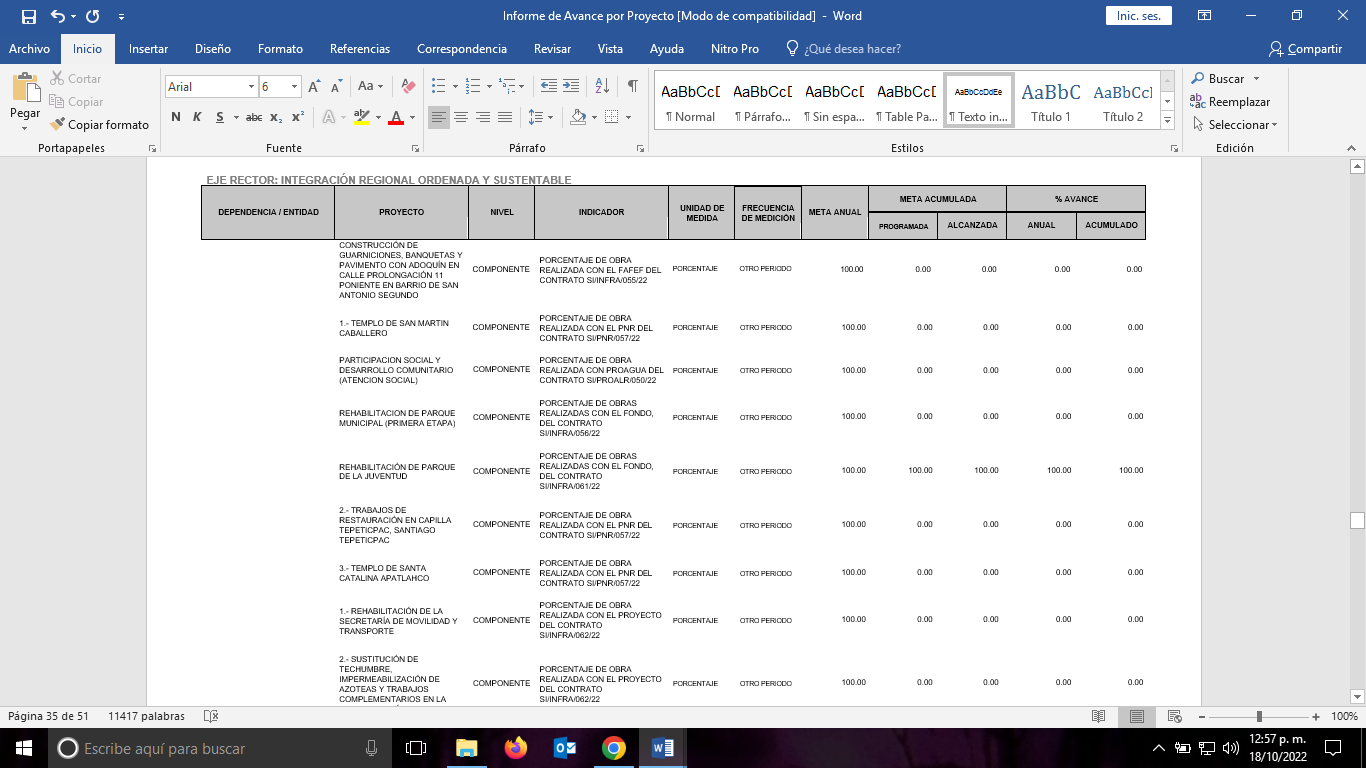 Informe de Avance por Proyecto [Modo de compatibilidad] - Word
Inic. ses.
Archivo Inicio Insertar Diseño Formato Referencias Correspondencia Revisar Vista Ayuda Nitro Pro ¿Qué desea hacer? Compartir
Pegar
Cortar
Copiar
Copiar formato
Portapapeles
Arial 6
N K S abc x₂ x²
Fuente
Párrafo
AaBbCcD AaBbCcD AaBbCcD AaBbCcD AaBbCcDdEe AaBbC AaBbCcI
¶ Normal ¶ Párrafo... ¶ Sin espa... ¶ Table Pa... ¶ Texto in... Título 1 Título 2
Estilos
Buscar
Reemplazar
Seleccionar
Edición
EJE RECTOR: INTEGRACIÓN REGIONAL ORDENADA Y SUSTENTABLE
DEPENDENCIA / ENTIDAD
PROYECTO
NIVEL
INDICADOR
UNIDAD DE
MEDIDA
FRECUENCIA
DE MEDICIÓN
META ANUAL
META ACUMULADA
PROGRAMADA ALCANZADA
% AVANCE
ANUAL ACUMULADO
CONSTRUCCIÓN DE
GUARNICIONES, BANQUETAS Y
PAVIMENTO CON ADOQUÍN EN
CALLE PROLONGACIÓN 11
PONIENTE EN BARRIO DE SAN
ANTONIO SEGUNDO
COMPONENTE
PORCENTAJE DE OBRA
REALIZADA CON EL FAFEF DEL
CONTRATO SI/INFRA/055/22
PORCENTAJE OTRO PERIODO 100.00 0.00 0.00 0.00 0.00
1.- TEMPLO DE SAN MARTIN
CABALLERO
COMPONENTE
PORCENTAJE DE OBRA
REALIZADA CON EL PNR DEL
CONTRATO SI/PNR/057/22
PORCENTAJE OTRO PERIODO 100.00 0.00 0.00 0.00 0.00
PARTICIPACION SOCIAL Y
DESARROLLO COMUNITARIO
(ATENCION SOCIAL)
COMPONENTE
PORCENTAJE DE OBRA
REALIZADA CON PROAGUA DEL
CONTRATO SI/PROALR/050/22
PORCENTAJE OTRO PERIODO 100.00 0.00 0.00 0.00 0.00
REHABILITACION DE PARQUE
MUNICIPAL (PRIMERA ETAPA)
COMPONENTE
PORCENTAJE DE OBRAS
REALIZADAS CON EL FONDO,
DEL CONTRATO
SI/INFRA/056/22
PORCENTAJE OTRO PERIODO 100.00 0.00 0.00 0.00 0.00
REHABILITACIÓN DE PARQUE
DE LA JUVENTUD
COMPONENTE
PORCENTAJE DE OBRAS
REALIZADAS CON EL FONDO,
DEL CONTRATO
SI/INFRA/061/22
PORCENTAJE OTRO PERIODO 100.00 100.00 100.00 100.00 100.00
2.- TRABAJOS DE
RESTAURACIÓN EN CAPILLA
TEPETICPAC, SANTIAGO
TEPETICPAC
COMPONENTE
PORCENTAJE DE OBRA
REALIZADA CON EL PNR DEL
CONTRATO SI/PNR/057/22
PORCENTAJE OTRO PERIODO 100.00 0.00 0.00 0.00 0.00
3.- TEMPLO DE SANTA
CATALINA APATLAHCO
COMPONENTE
PORCENTAJE DE OBRA
REALIZADA CON EL PNR DEL
CONTRATO SI/PNR/057/22
PORCENTAJE OTRO PERIODO 100.00 0.00 0.00 0.00 0.00
1.- REHABILITACIÓN DE LA
SECRETARÍA DE MOVILIDAD Y
TRANSPORTE
COMPONENTE
PORCENTAJE DE OBRA
REALIZADA CON EL PROYECTO
DEL CONTRATO
SI/INFRA/062/22
PORCENTAJE OTRO PERIODO 100.00 0.00 0.00 0.00 0.00
2.- SUSTITUCIÓN DE
TECHUMBRE,
IMPERMEABILIZACIÓN DE
AZOTEAS Y TRABAJOS
COMPLEMENTARIOS EN LA
COMPONENTE
PORCENTAJE DE OBRA
REALIZADA CON EL PROYECTO
DEL CONTRATO
SI/INFRA/062/22
PORCENTAJE OTRO PERIODO 100.00 0.00 0.00 0.00 0.00
Página 35 de 51 11417 palabras 100%
Escribe aquí para buscar
12:57 p. m.
18/10/2022